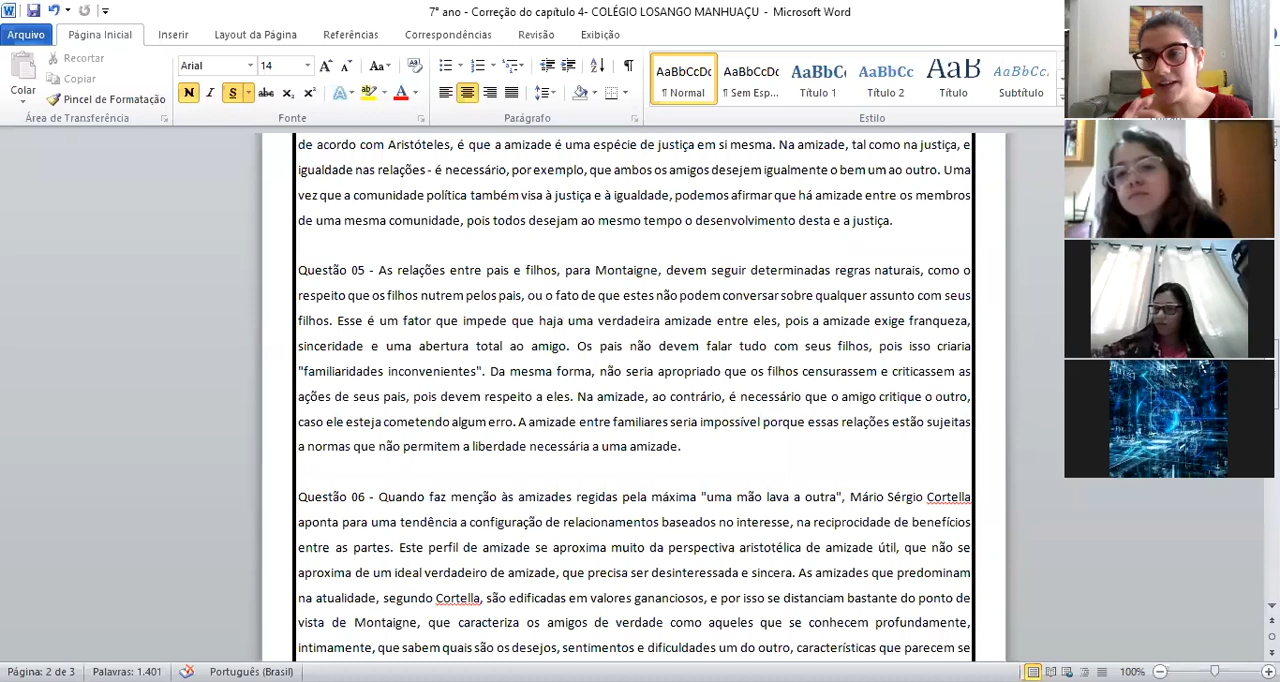 7° ano - Correção do capítulo 4- COLÉGIO LOSANGO MANHUAÇU - Microsoft Word
Arquivo Página Inicial Inserir Layout da Página Referências Correspondências Revisão Exibição
Colar
Recortar
Copiar
Pincel de Formatação
Área de Transferência
Arial 14
N I S abc x₂ x²
Fonte
Parágrafo
AaBbCcDc AaBbCcDc AaBbC AaBbCc AaB AaBbCc.
¶ Normal ¶ Sem Esp... Título 1 Título 2 Título Subtítulo
Estilo
de acordo com Aristóteles, é que a amizade é uma espécie de justiça em si mesma. Na amizade, tal como na justiça, e
igualdade nas relações - é necessário, por exemplo, que ambos os amigos desejem igualmente o bem um ao outro. Uma
vez que a comunidade política também visa à justiça e à igualdade, podemos afirmar que há amizade entre os membros
de uma mesma comunidade, pois todos desejam ao mesmo tempo o desenvolvimento desta e a justiça.
Questão 05 - As relações entre pais e filhos, para Montaigne, devem seguir determinadas regras naturais, como o
respeito que os filhos nutrem pelos pais, ou o fato de que estes não podem conversar sobre qualquer assunto com seus
filhos. Esse é um fator que impede que haja uma verdadeira amizade entre eles, pois a amizade exige franqueza,
sinceridade e uma abertura total ao amigo. Os pais não devem falar tudo com seus filhos, pois isso criaria
"familiaridades inconvenientes". Da mesma forma, não seria apropriado que os filhos censurassem e criticassem as
ações de seus pais, pois devem respeito a eles. Na amizade, ao contrário, é necessário que o amigo critique o outro,
caso ele esteja cometendo algum erro. A amizade entre familiares seria impossível porque essas relações estão sujeitas
a normas que não permitem a liberdade necessária a uma amizade.
Questão 06 - Quando faz menção às amizades regidas pela máxima "uma mão lava a outra", Mário Sérgio Cortella
aponta para uma tendência a configuração de relacionamentos baseados no interesse, na reciprocidade de benefícios
entre as partes. Este perfil de amizade se aproxima muito da perspectiva aristotélica de amizade útil, que não se
aproxima de um ideal verdadeiro de amizade, que precisa ser desinteressada e sincera. As amizades que predominam
na atualidade, segundo Cortella, são edificadas em valores gananciosos, e por isso se distanciam bastante do ponto de
vista de Montaigne, que caracteriza os amigos de verdade como aqueles que se conhecem profundamente,
intimamente, que sabem quais são os desejos, sentimentos e dificuldades um do outro, características que parecem se
Página: 2 de 3 Palavras: 1.401 Português (Brasil) 100%